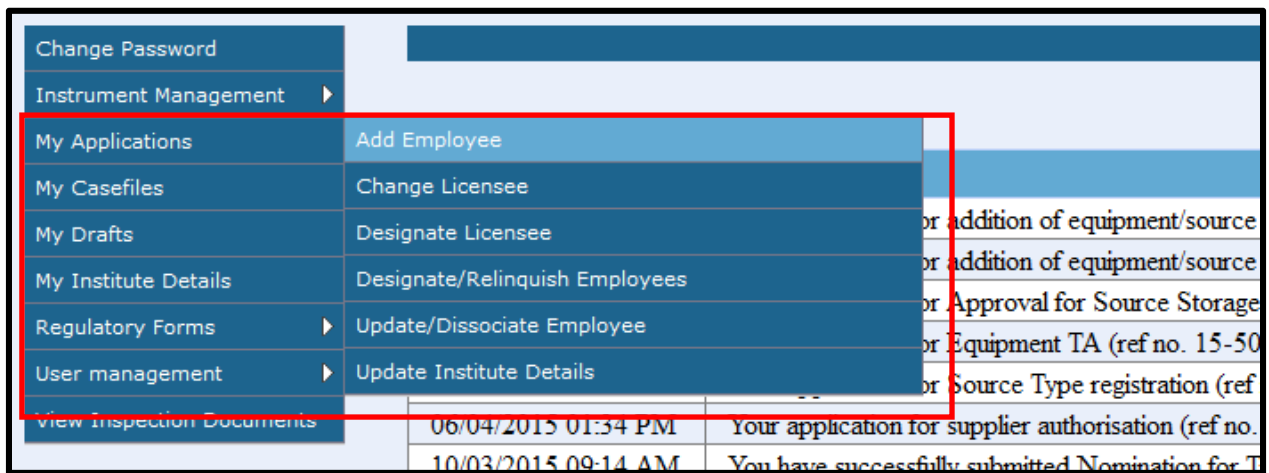 Change Password
Instrument Management
My Applications
My Casefiles
My Drafts
My Institute Details
Regulatory Forms
User management
View Inspection Documents
Add Employee
Change Licensee
Designate Licensee
Designate/Relinquish Employees
Update/Dissociate Employee
Update Institute Details
or addition of equipment/source
or addition of equipment/source
or Approval for Source Storage
or Equipment TA (ref no. 15-50
or Source Type registration (ref
06/04/2015 01:34 PM Your application for supplier authorisation (ref no.
10/03/2015 09:14 AM You have successfully submitted Nomination for T